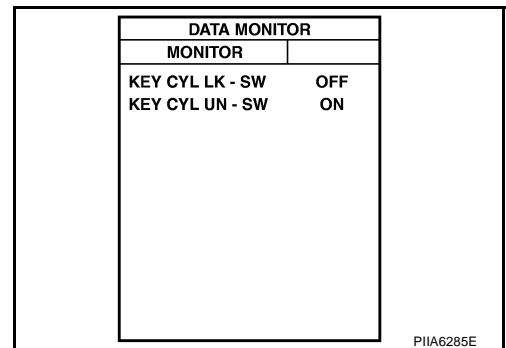 DATA MONITOR
MONITOR
KEY CYL LK - SW OFF
KEY CYL UN - SW ON
PIIA6285E